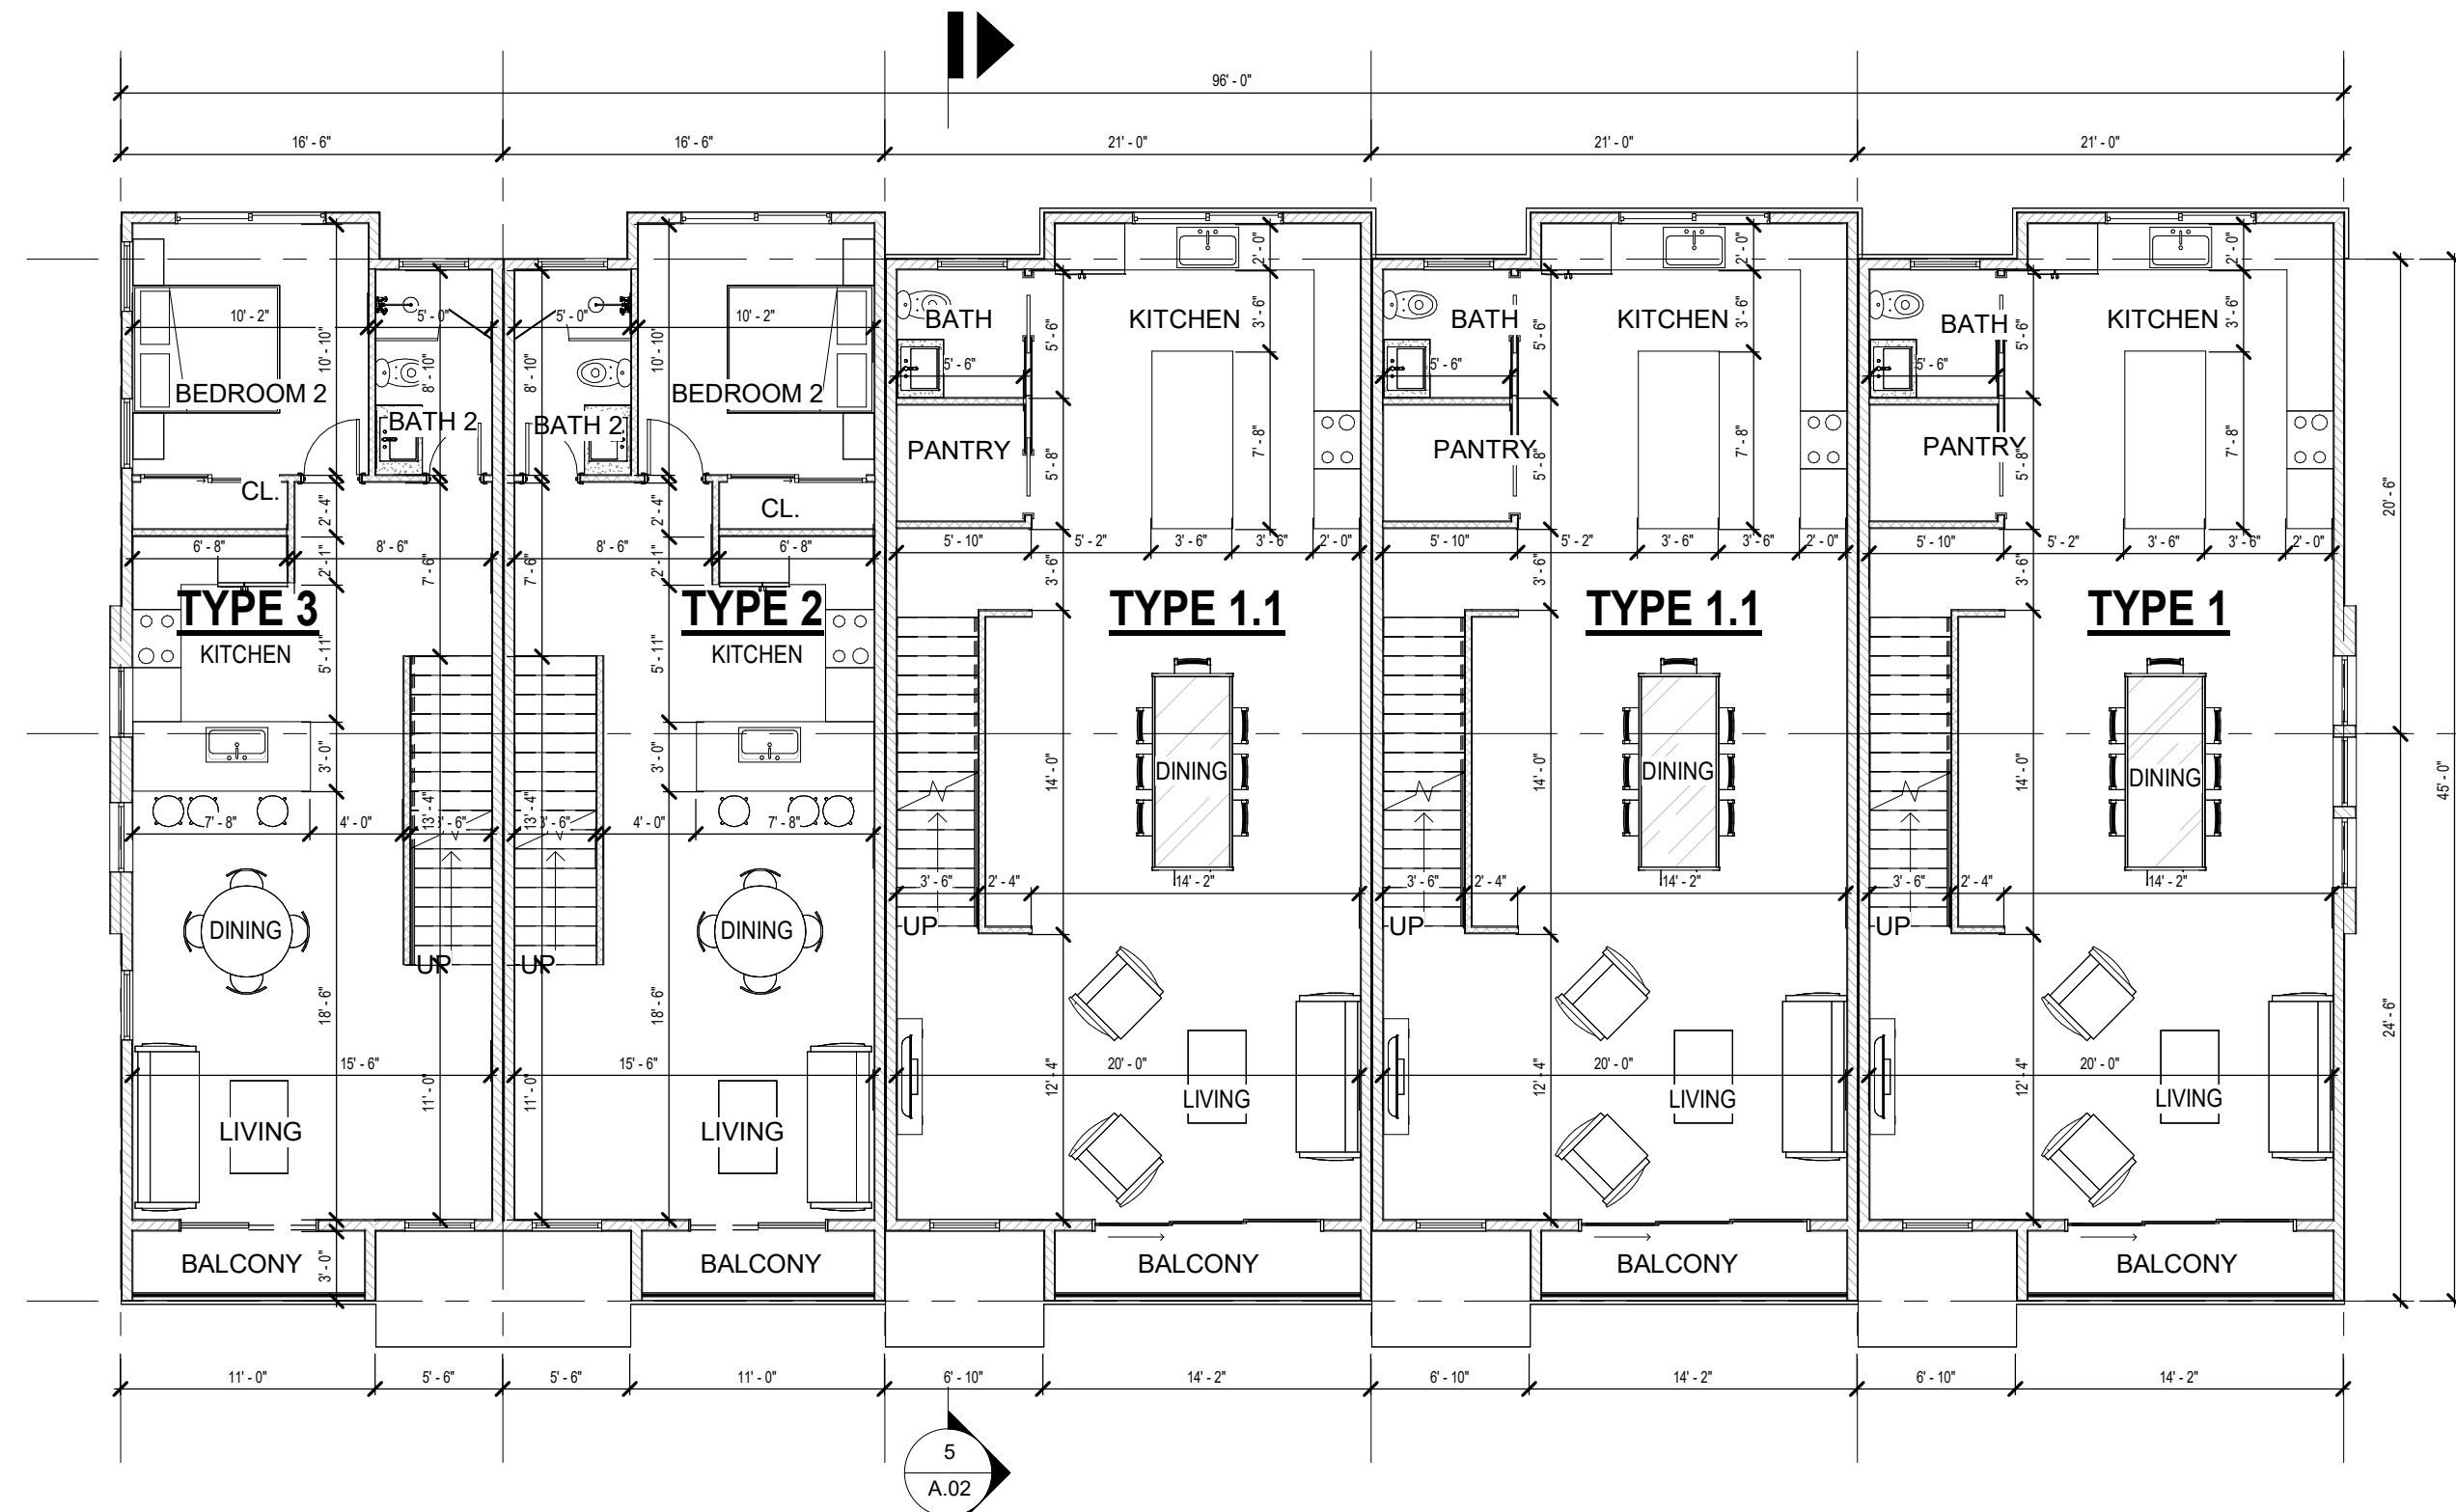 96' - 0"
16' - 6" 16' - 6" 21' - 0" 21' - 0" 21' - 0"
2' - 0" 2' - 0" 2' - 0"
10' - 2" 5' - 0" 5' - 0" 10' - 2" BATH KITCHEN 3' - 6" BATH KITCHEN 3' - 6" BATH KITCHEN 3' - 6"
10' - 10" 8' - 10" 8' - 10" 10' - 10" 5' - 6" 5' - 6" 5' - 6"
5' - 6" 5' - 6" 5' - 6"
BEDROOM 2 BATH 2 BATH 2 BEDROOM 2
PANTRY 7' - 8" PANTRY 7' - 8" PANTRY 7' - 8"
5' - 8" 5' - 8" 5' - 8"
CL. 2' - 4" 2' - 4" CL. 20' - 6"
6' - 8" 8' - 6" 8' - 6" 6' - 8" 5' - 10" 5' - 2" 3' - 6" 3' - 6" 2' - 0" 5' - 10" 5' - 2" 3' - 6" 3' - 6" 2' - 0" 5' - 10" 5' - 2" 3' - 6" 3' - 6" 2' - 0"
2' - 1" 7' - 6" 7' - 6" 2' - 1" 3' - 6" 3' - 6" 3' - 6"
TYPE 3 TYPE 2 TYPE 1.1 TYPE 1.1 TYPE 1
KITCHEN 5' - 11" 5' - 11" KITCHEN
3' - 0" 3' - 0" 14' - 0" DINING 14' - 0" DINING 14' - 0" DINING 45' - 0"
7' - 8" 4' - 0" 13' - 4" 3' - 6" 13' - 4" 3' - 6" 4' - 0" 7' - 8"
3' - 6" 2' - 4" 14' - 2" 3' - 6" 2' - 4" 14' - 2" 3' - 6" 2' - 4" 14' - 2"
DINING DINING UP UP UP
UP UP
18' - 6" 18' - 6" 24' - 6"
15' - 6" 15' - 6" 20' - 0" 20' - 0" 20' - 0"
11' - 0" 11' - 0" 12' - 4" LIVING 12' - 4" LIVING 12' - 4" LIVING
LIVING LIVING
BALCONY 3' - 0" BALCONY BALCONY BALCONY BALCONY
11' - 0" 5' - 6" 5' - 6" 11' - 0" 6' - 10" 14' - 2" 6' - 10" 14' - 2" 6' - 10" 14' - 2"
5
A.02